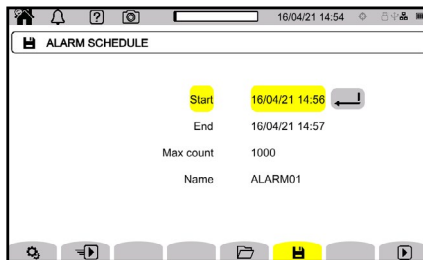 16/04/21 14:54
ALARM SCHEDULE
Start 16/04/21 14:56
End 16/04/21 14:57
Max count 1000
Name ALARM01